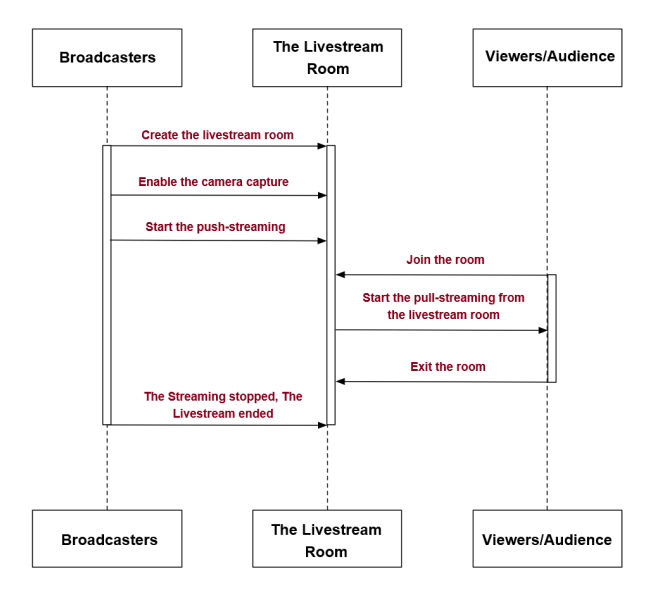 Broadcasters
The Livestream
Room
Viewers/Audience
Create the livestream room
Enable the camera capture
Start the push-streaming
Join the room
Start the pull-streaming from
the livestream room
Exit the room
The Streaming stopped, The
Livestream ended
Broadcasters
The Livestream
Room
Viewers/Audience